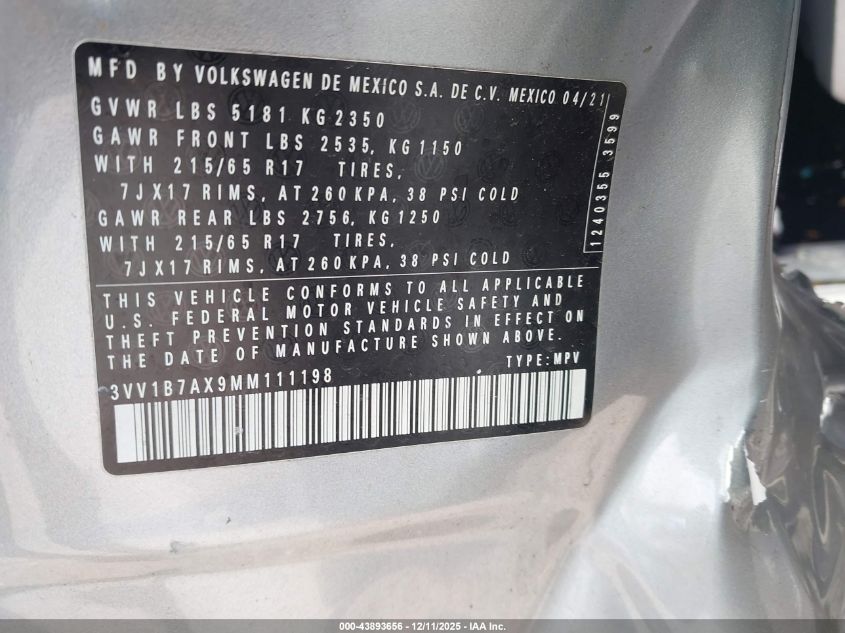 MFD BY VOLKSWAGEN DE MEXICO S.A. DE C.V. MEXICO 04/21
GVWR LBS 5181 KG 2350
GAWR FRONT LBS 2535, KG 1150
WITH 215/65 R17 TIRES,
7JX17 RIMS, AT 260 KPA, 38 PSI COLD
GAWR REAR LBS 2756, KG 1250
WITH 215/65 R17 TIRES,
7JX17 RIMS, AT 260 KPA, 38 PSI COLD
1240355 3599
THIS VEHICLE CONFORMS TO ALL APPLICABLE
U.S. FEDERAL MOTOR VEHICLE SAFETY AND
THEFT PREVENTION STANDARDS IN EFFECT ON
THE DATE OF MANUFACTURE SHOWN ABOVE.
TYPE: MPV
3VV1B7AX9MM111198
000-43893656 - 12/11/2025 - IAA Inc.